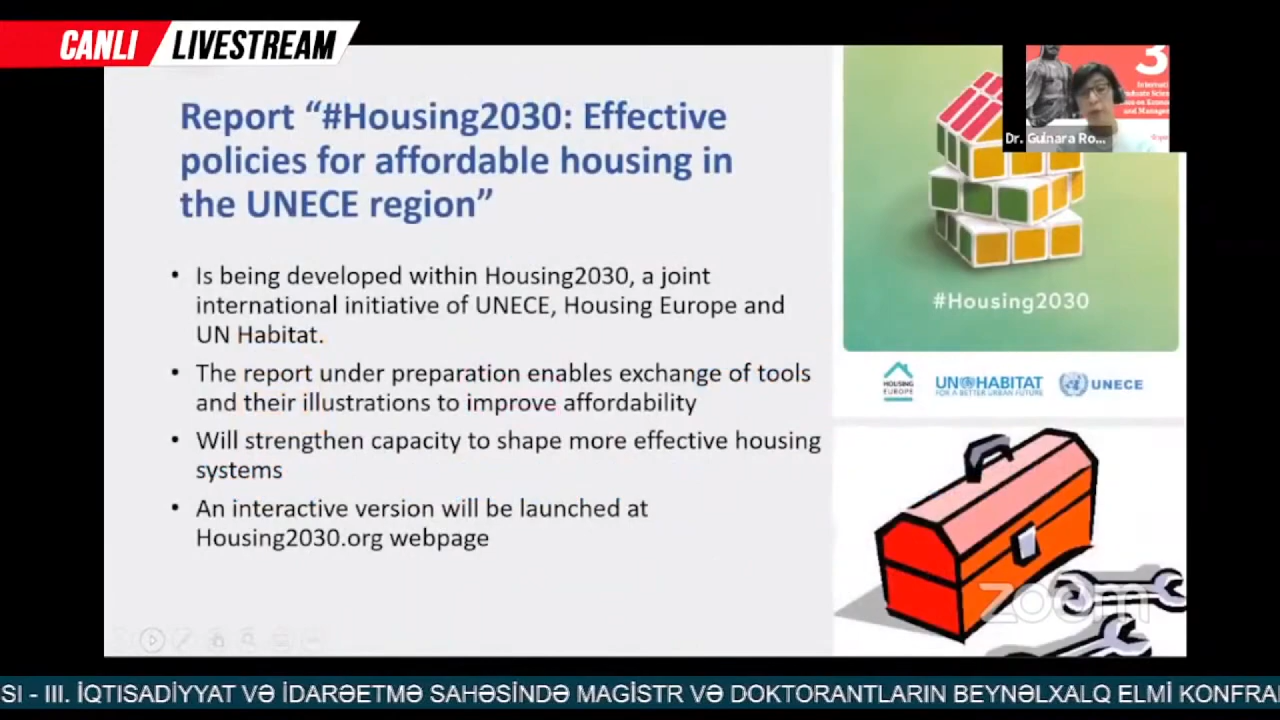 CANLI LIVESTREAM
Report “#Housing2030: Effective
policies for affordable housing in
the UNECE region”
• Is being developed within Housing2030, a joint
international initiative of UNECE, Housing Europe and
UN Habitat.
• The report under preparation enables exchange of tools
and their illustrations to improve affordability
• Will strengthen capacity to shape more effective housing
systems
• An interactive version will be launched at
Housing2030.org webpage
3
Dr. Gulnara Ro...
#Housing2030
HOUSING
EUROPE
UN HABITAT
FOR A BETTER URBAN FUTURE
UNECE
zoom
SI - III. İQTISADİYYAT VƏ İDARƏETMƏ SAHƏSİNDƏ MAGİSTR VƏ DOKTORANTLARIN BEYNƏLXALQ ELMİ KONFRA